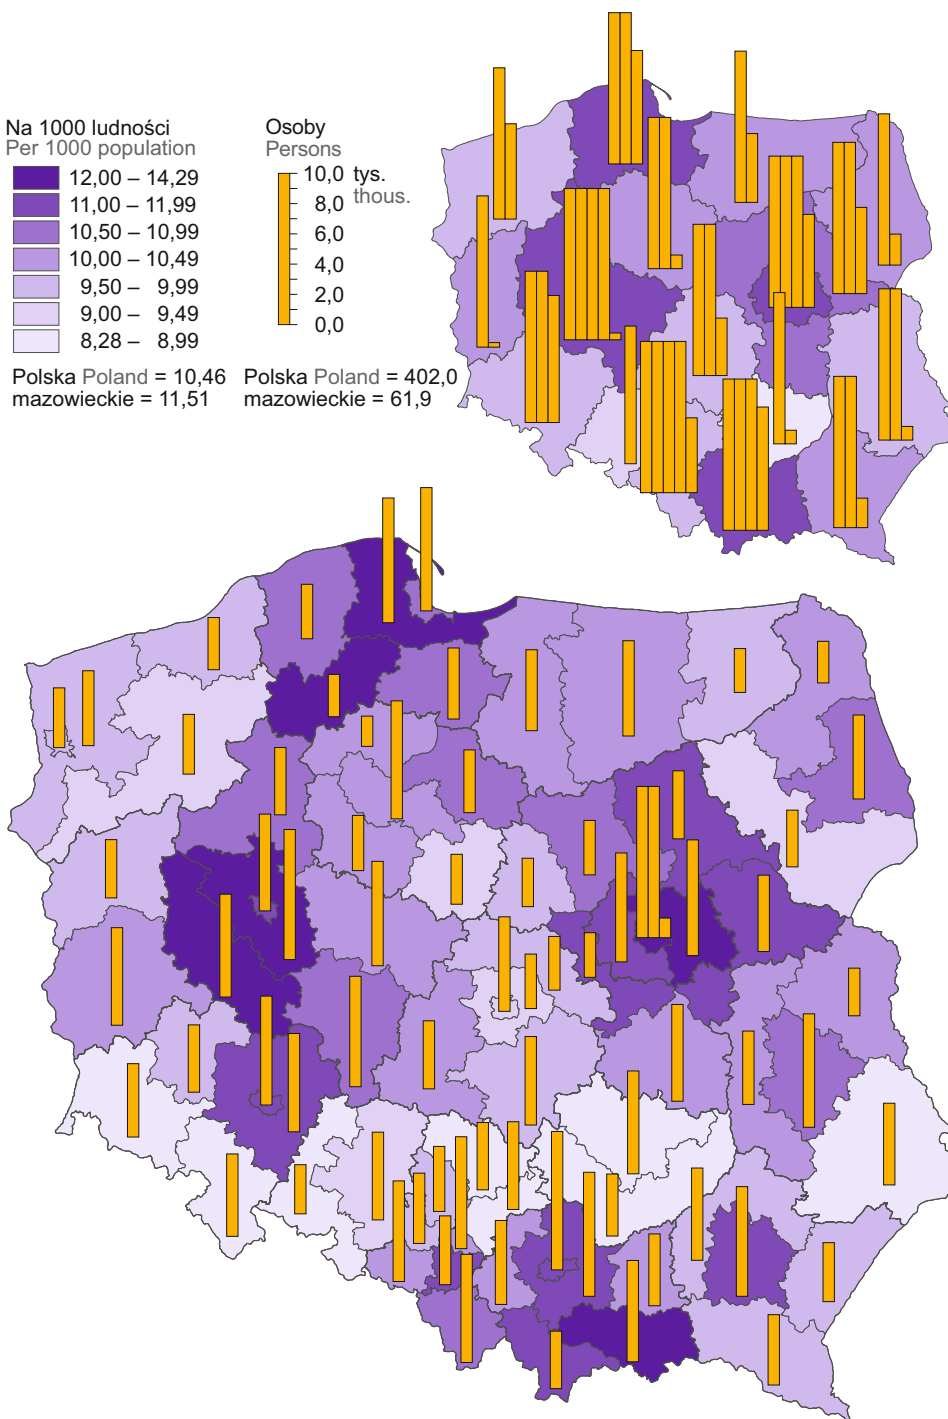 Na 1000 ludności
Per 1000 population
12,00 – 14,29
11,00 – 11,99
10,50 – 10,99
10,00 – 10,49
9,50 – 9,99
9,00 – 9,49
8,28 – 8,99
Polska Poland = 10,46
mazowieckie = 11,51
Osoby
Persons
10,0 tys.
thous.
8,0
6,0
4,0
2,0
0,0
Polska Poland = 402,0
mazowieckie = 61,9